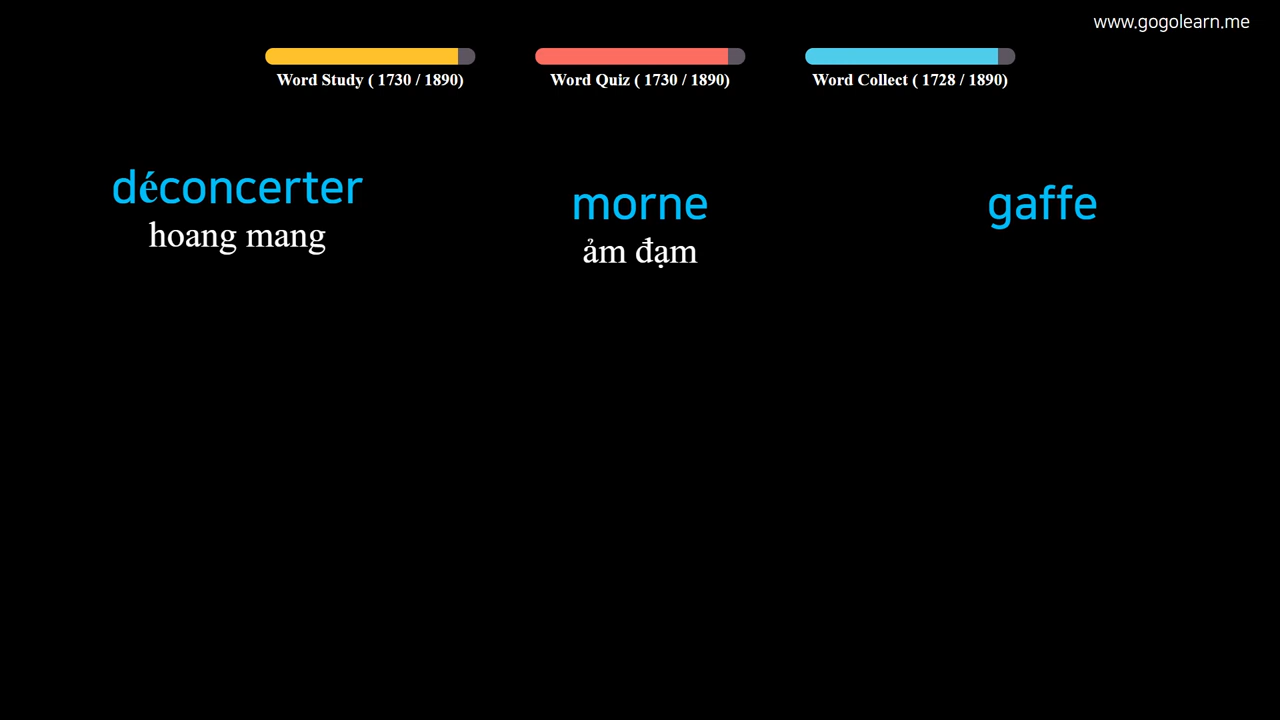 www.gogolearn.me
Word Study ( 1730 / 1890)
Word Quiz ( 1730 / 1890)
Word Collect ( 1728 / 1890)
déconcerter
hoang mang
morne
ảm đạm
gaffe